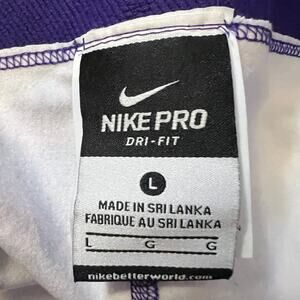 NIKE PRO
DRI-FIT
L
MADE IN SRI LANKA
FABRIQUE AU SRI LANKA
L G G
nikebetterworld.com